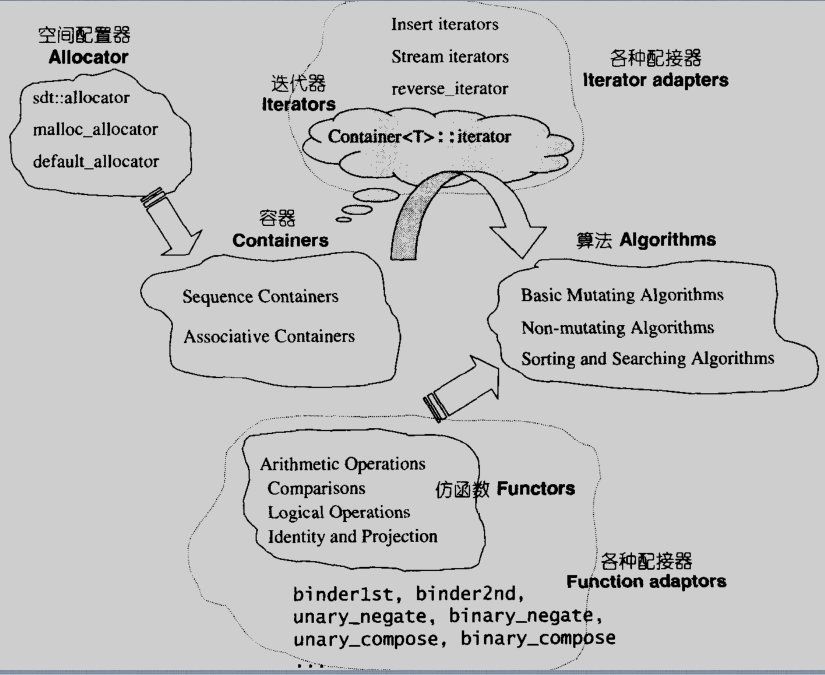 空间配置器
Allocator
sdt::allocator
malloc_allocator
default_allocator
Insert iterators
Stream iterators
reverse_iterator
迭代器
Iterators
各种配接器
Iterator adapters
Container<T>::iterator
容器
Containers
Sequence Containers
Associative Containers
算法 Algorithms
Basic Mutating Algorithms
Non-mutating Algorithms
Sorting and Searching Algorithms
Arithmetic Operations
Comparisons
Logical Operations
Identity and Projection
仿函数 Functors
各种配接器
Function adaptors
binder1st, binder2nd,
unary_negate, binary_negate,
unary_compose, binary_compose
...